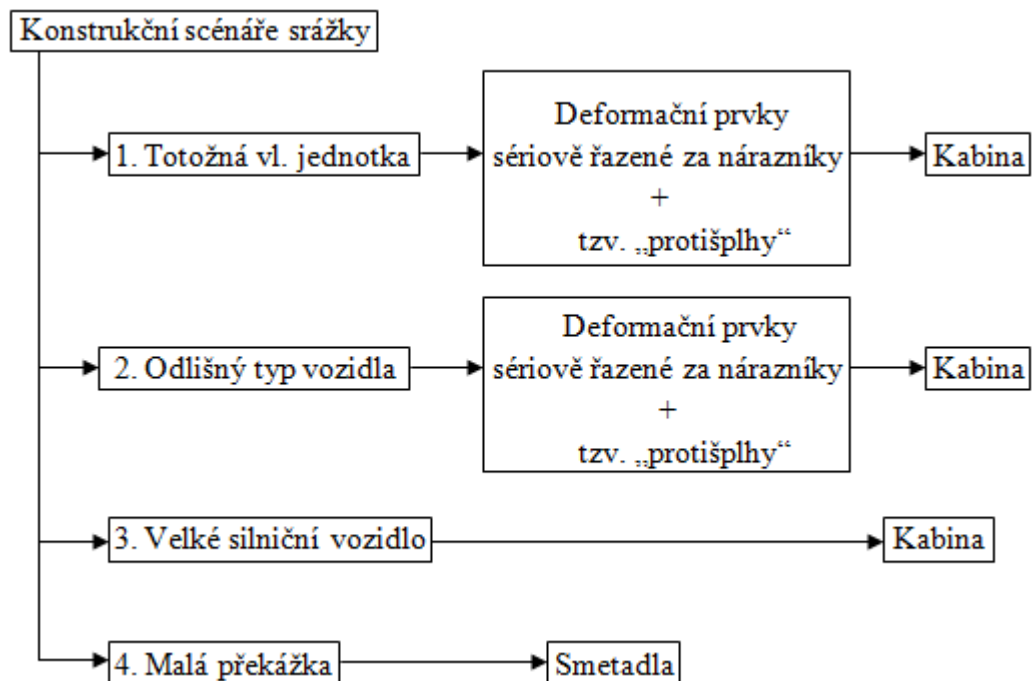 Konstrukční scénáře srážky
1. Totožná vl. jednotka
Deformační prvky
sériově řazené za nárazníky
+
tzv. „protišplhy“
Kabina
2. Odlišný typ vozidla
Deformační prvky
sériově řazené za nárazníky
+
tzv. „protišplhy“
Kabina
3. Velké silniční vozidlo
Kabina
4. Malá překážka
Smetadla